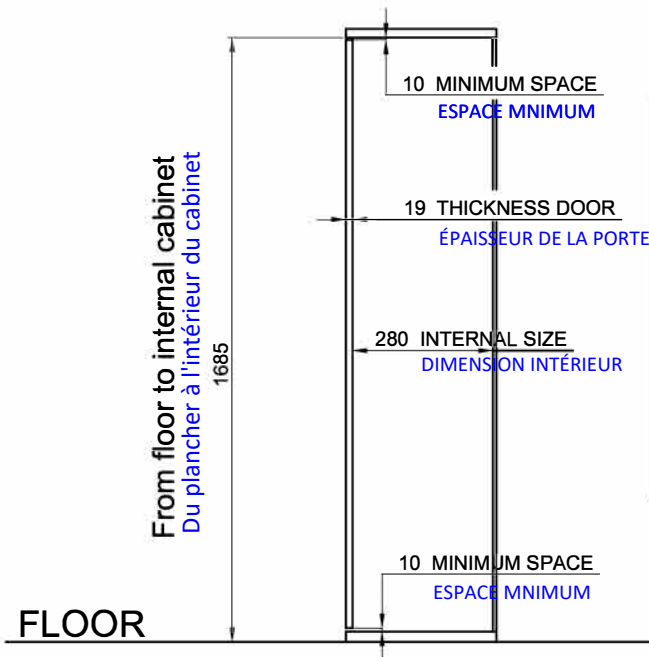 10 MINIMUM SPACE
ESPACE MNIMUM
19 THICKNESS DOOR
ÉPAISSEUR DE LA PORTE
From floor to internal cabinet
Du plancher à l'intérieur du cabinet
1685
280 INTERNAL SIZE
DIMENSION INTÉRIEUR
10 MINIMUM SPACE
ESPACE MNIMUM
FLOOR